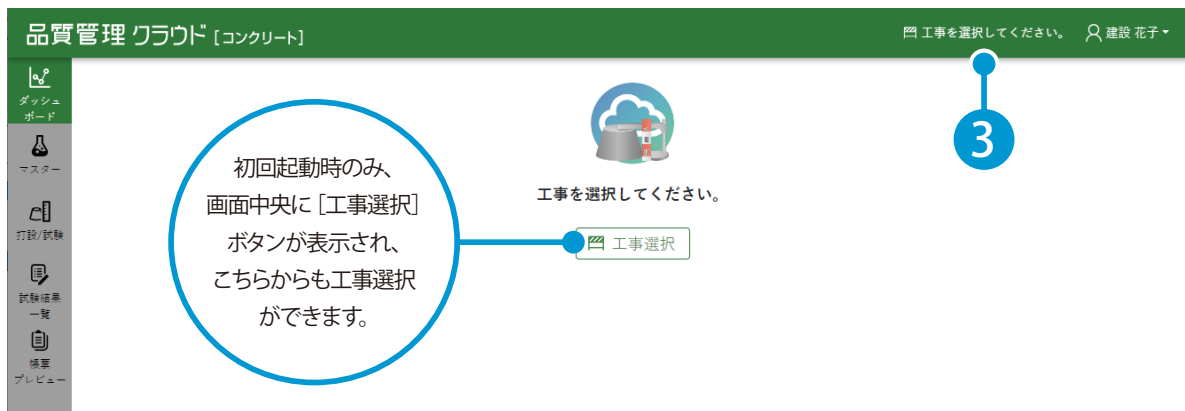 品質管理 クラウド [コンクリート]
工事を選択してください。
建設 花子
ダッシュ
ボード
マスター
打設/試験
試験結果
一覧
帳票
プレビュー
初回起動時のみ、
画面中央に［工事選択］
ボタンが表示され、
こちらからも工事選択
ができます。
工事を選択してください。
工事選択
3